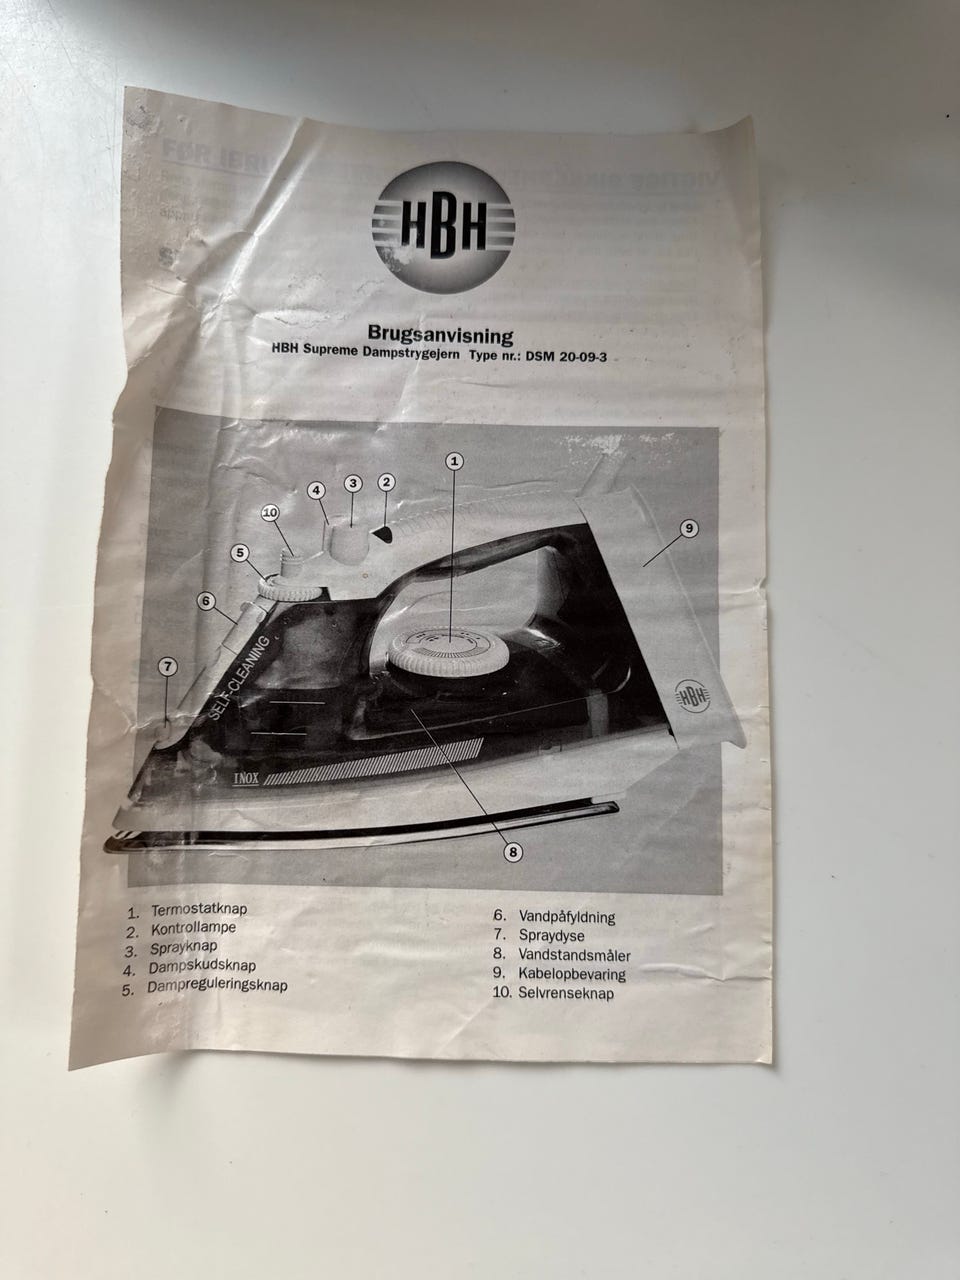 HBH
Brugsanvisning
HBH Supreme Dampstrygejern Type nr.: DSM 20-09-3
1
2
3
4
10
9
5
6
7
SELF-CLEANING
HBH
INOX
8
1. Termostatknap
2. Kontrollampe
3. Sprayknap
4. Dampskudsknap
5. Dampreguleringsknap
6. Vandpåfyldning
7. Spraydyse
8. Vandstandsmåler
9. Kabelopbevaring
10. Selvrenseknap